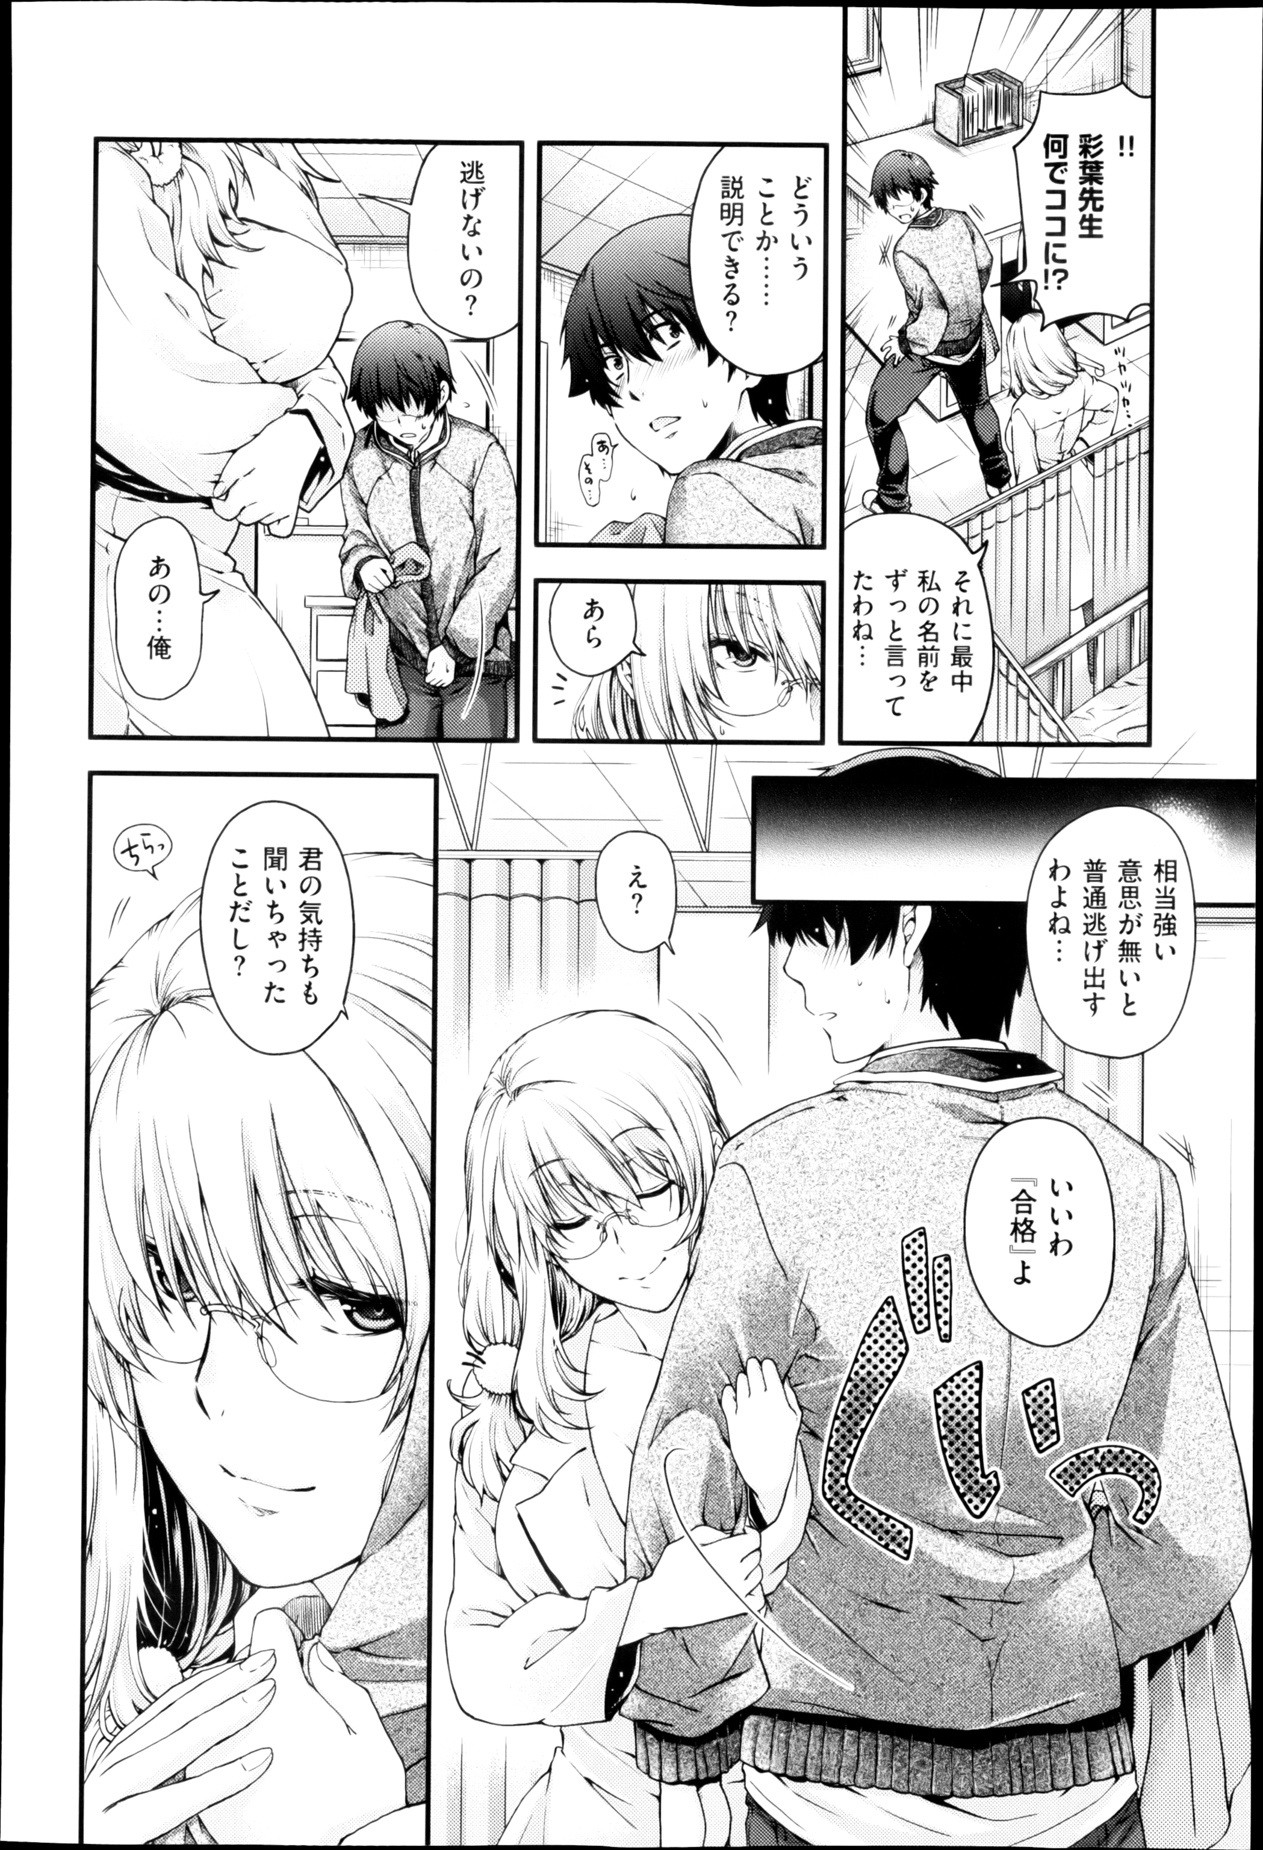 !!
彩葉先生
何でココに!?
ツカツカ…
それに最中
私の名前を
ずっと言って
たわね…
どういう
ことか……
説明できる?
あ…
その…
あら
逃げないの?
あの…俺
相当強い
意思が無いと
普通逃げ出す
わよね…
いいわ
『合格』よ
ぐいっ
え?
君の気持ちも
聞いちゃった
ことだし?
ちらっ